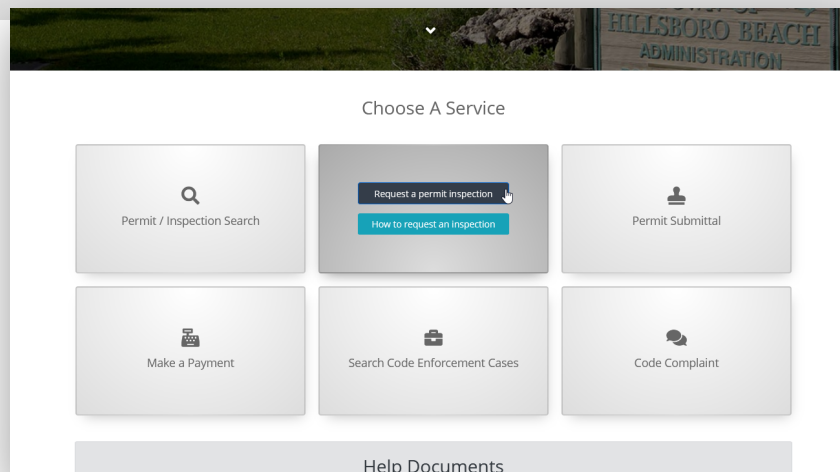 HILLSBORO BEACH
ADMINISTRATION
Choose A Service
Permit / Inspection Search
Request a permit inspection
How to request an inspection
Permit Submittal
Make a Payment
Search Code Enforcement Cases
Code Complaint
Help Documents